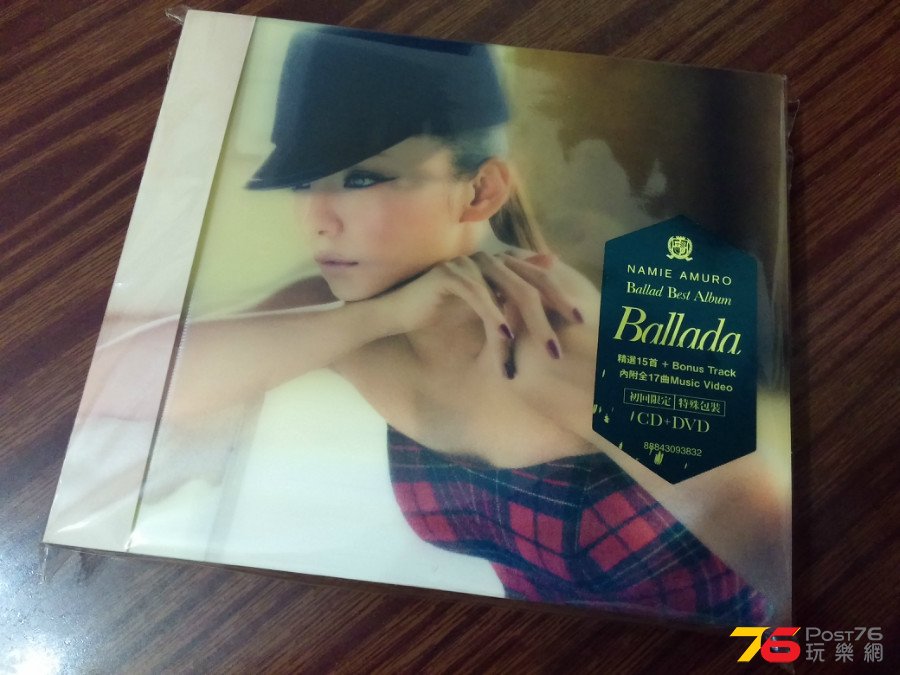 NAMIE AMURO
Ballad Best Album
Ballada
精選15首 + Bonus Track
內附全17曲Music Video
初回限定 特殊包裝
CD+DVD
88843093832
76 POST76
玩樂網